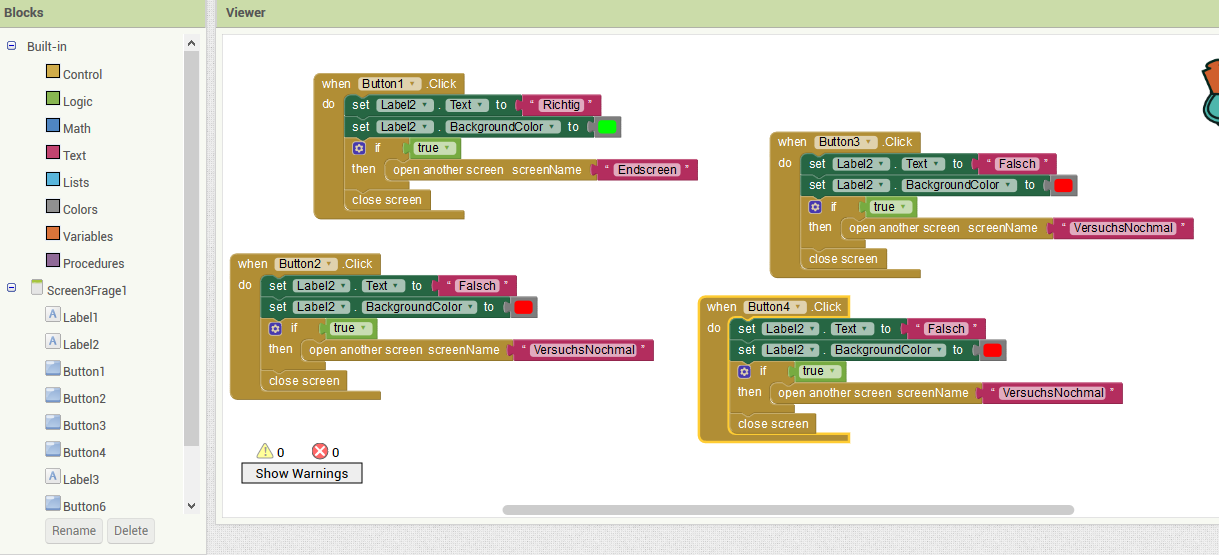 Blocks
Viewer
Built-in
Control
Logic
Math
Text
Lists
Colors
Variables
Procedures
Screen3Frage1
Label1
Label2
Button1
Button2
Button3
Button4
Label3
Button6
Rename
Delete
when Button1 .Click
do set Label2 . Text to “ Richtig ”
set Label2 . BackgroundColor to
if true
then open another screen screenName “ Endscreen ”
close screen
when Button3 .Click
do set Label2 . Text to “ Falsch ”
set Label2 . BackgroundColor to
if true
then open another screen screenName “ VersuchsNochmal ”
close screen
when Button2 .Click
do set Label2 . Text to “ Falsch ”
set Label2 . BackgroundColor to
if true
then open another screen screenName “ VersuchsNochmal ”
close screen
when Button4 .Click
do set Label2 . Text to “ Falsch ”
set Label2 . BackgroundColor to
if true
then open another screen screenName “ VersuchsNochmal ”
close screen
0 0
Show Warnings